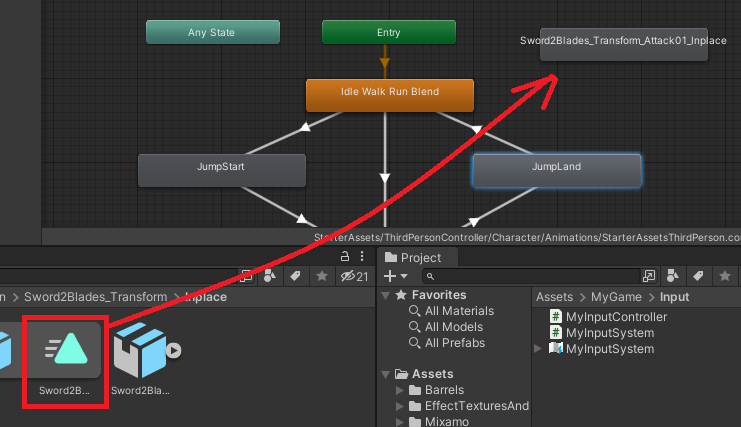 Any State
Entry
Sword2Blades_Transform_Attack01_Inplace
Idle Walk Run Blend
JumpStart
JumpLand
StarterAssets/ThirdPersonController/Character/Animations/StarterAssetsThirdPerson.co
21
Project
Sword2Blades_Transform
Inplace
Favorites
All Materials
All Models
All Prefabs
Assets
Barrels
EffectTexturesAnd
Mixamo
Assets > MyGame > Input
MyInputController
MyInputSystem
MyInputSystem
Sword2B...
Sword2Bla...